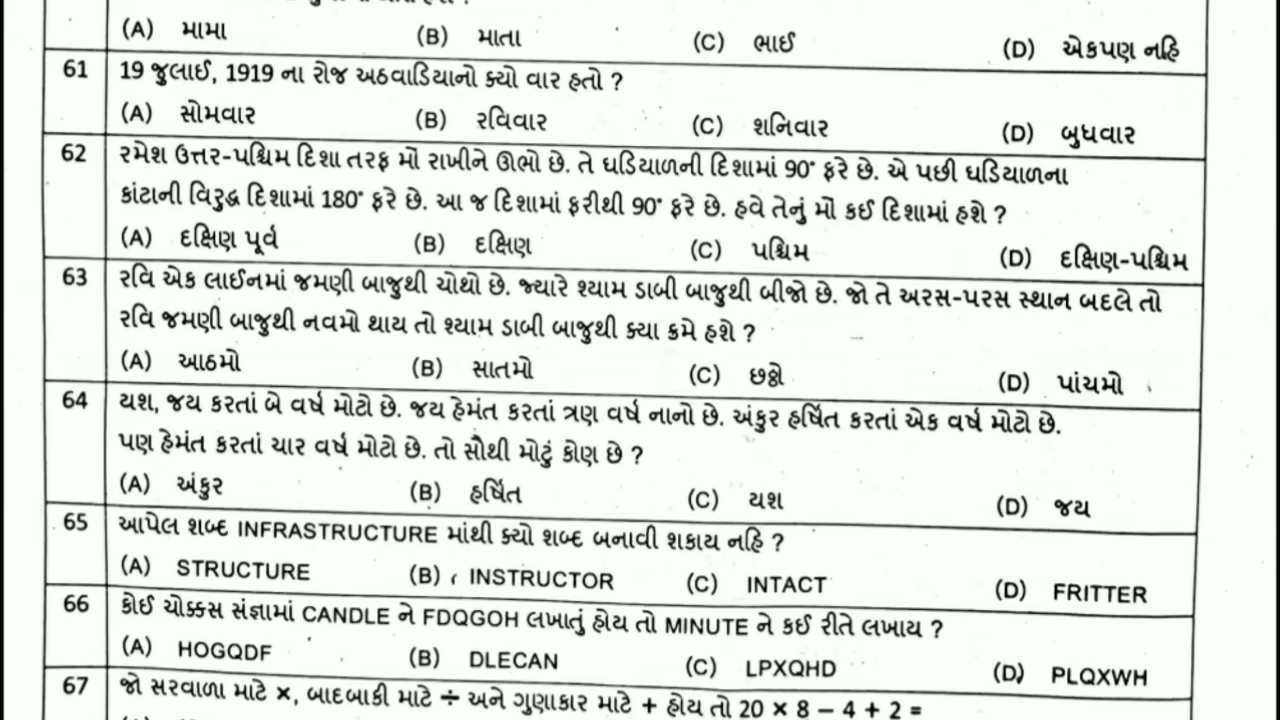 (A) મામા (B) માતા (C) ભાઈ (D) એકપણ નહિ
61 19 જુલાઈ, 1919 ના રોજ અઠવાડિયાનો ક્યો વાર હતો ?
(A) સોમવાર (B) રવિવાર (C) શનિવાર (D) બુધવાર
62 રમેશ ઉત્તર-પશ્ચિમ દિશા તરફ મોં રાખીને ઊભો છે. તે ઘડિયાળની દિશામાં 90° ફરે છે. એ પછી ઘડિયાળના
કાંટાની વિરુદ્ધ દિશામાં 180° ફરે છે. આ જ દિશામાં ફરીથી 90° ફરે છે. હવે તેનું મોં કઈ દિશામાં હશે ?
(A) દક્ષિણ પૂર્વ (B) દક્ષિણ (C) પશ્ચિમ (D) દક્ષિણ-પશ્ચિમ
63 રવિ એક લાઈનમાં જમણી બાજુથી ચોથો છે. જ્યારે શ્યામ ડાબી બાજુથી બીજો છે. જો તે અરસ-પરસ સ્થાન બદલે તો
રવિ જમણી બાજુથી નવમો થાય તો શ્યામ ડાબી બાજુથી ક્યા ક્રમે હશે ?
(A) આઠમો (B) સાતમો (C) છઠ્ઠો (D) પાંચમો
64 યશ, જય કરતાં બે વર્ષ મોટો છે. જય હેમંત કરતાં ત્રણ વર્ષ નાનો છે. અંકુર હર્ષિત કરતાં એક વર્ષ મોટો છે.
પણ હેમંત કરતાં ચાર વર્ષ મોટો છે. તો સૌથી મોટું કોણ છે ?
(A) અંકુર (B) હર્ષિત (C) યશ (D) જય
65 આપેલ શબ્દ INFRASTRUCTURE માંથી ક્યો શબ્દ બનાવી શકાય નહિ ?
(A) STRUCTURE (B) INSTRUCTOR (C) INTACT (D) FRITTER
66 કોઈ ચોક્કસ સંજ્ઞામાં CANDLE ને FDQGOH લખાતું હોય તો MINUTE ને કઈ રીતે લખાય ?
(A) HOGQDF (B) DLECAN (C) LPXQHD (D) PLQXWH
67 જો સરવાળા માટે ×, બાદબાકી માટે ÷ અને ગુણાકાર માટે + હોય તો 20 × 8 – 4 + 2 =